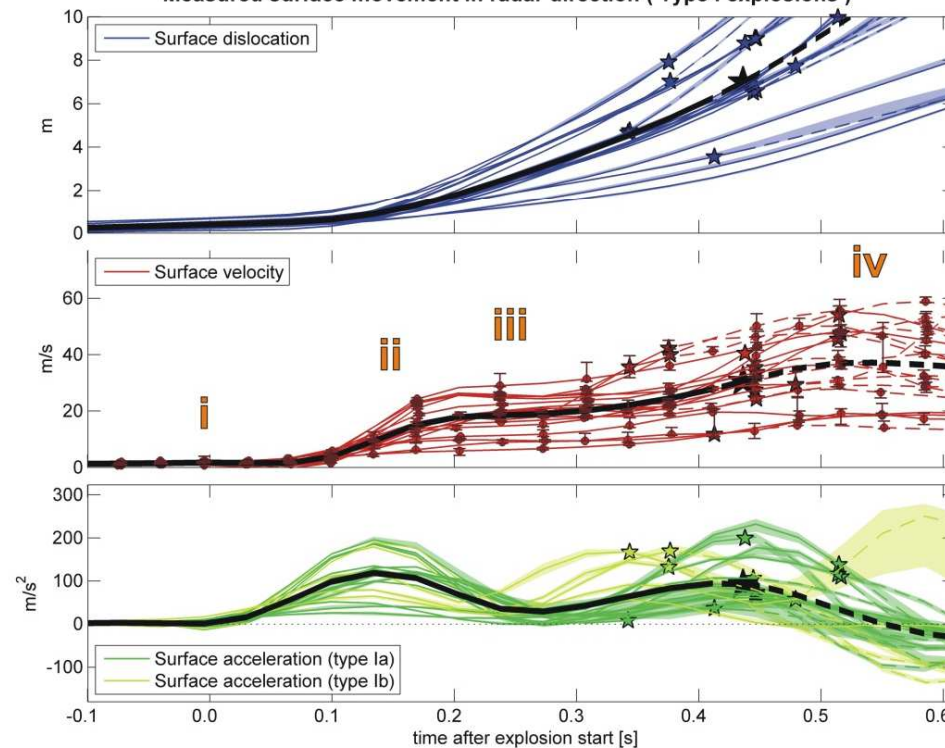 Measured surface movement in radar direction ( Type I explosions )
10
8
6
4
2
0
m
Surface dislocation
60
40
20
0
m/s
Surface velocity
i
ii
iii
iv
300
200
100
0
-100
m/s²
Surface acceleration (type Ia)
Surface acceleration (type Ib)
-0.1 0.0 0.1 0.2 0.3 0.4 0.5 0.6
time after explosion start [s]